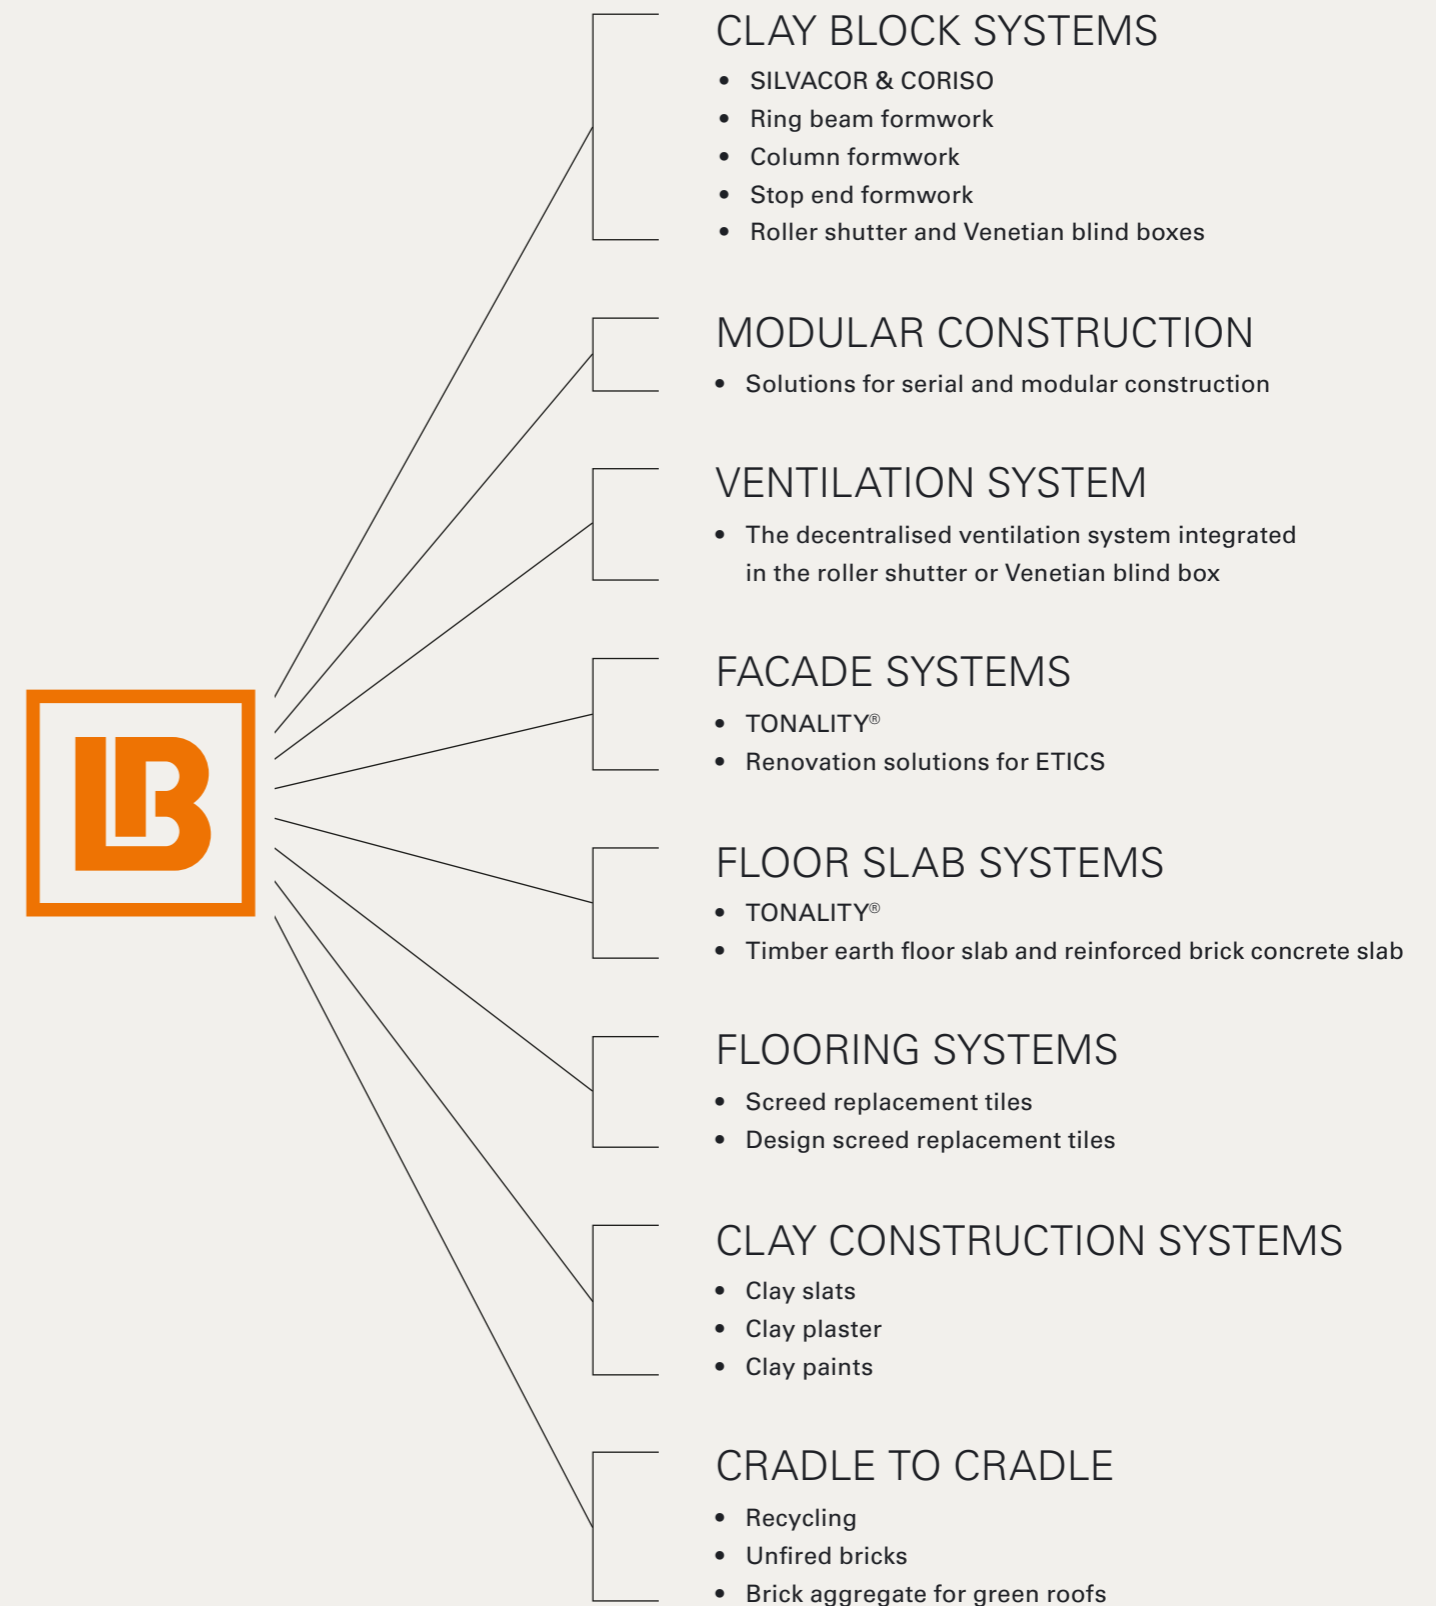 LB
CLAY BLOCK SYSTEMS
• SILVACOR & CORISO
• Ring beam formwork
• Column formwork
• Stop end formwork
• Roller shutter and Venetian blind boxes
MODULAR CONSTRUCTION
• Solutions for serial and modular construction
VENTILATION SYSTEM
• The decentralised ventilation system integrated
in the roller shutter or Venetian blind box
FACADE SYSTEMS
• TONALITY®
• Renovation solutions for ETICS
FLOOR SLAB SYSTEMS
• TONALITY®
• Timber earth floor slab and reinforced brick concrete slab
FLOORING SYSTEMS
• Screed replacement tiles
• Design screed replacement tiles
CLAY CONSTRUCTION SYSTEMS
• Clay slats
• Clay plaster
• Clay paints
CRADLE TO CRADLE
• Recycling
• Unfired bricks
• Brick aggregate for green roofs